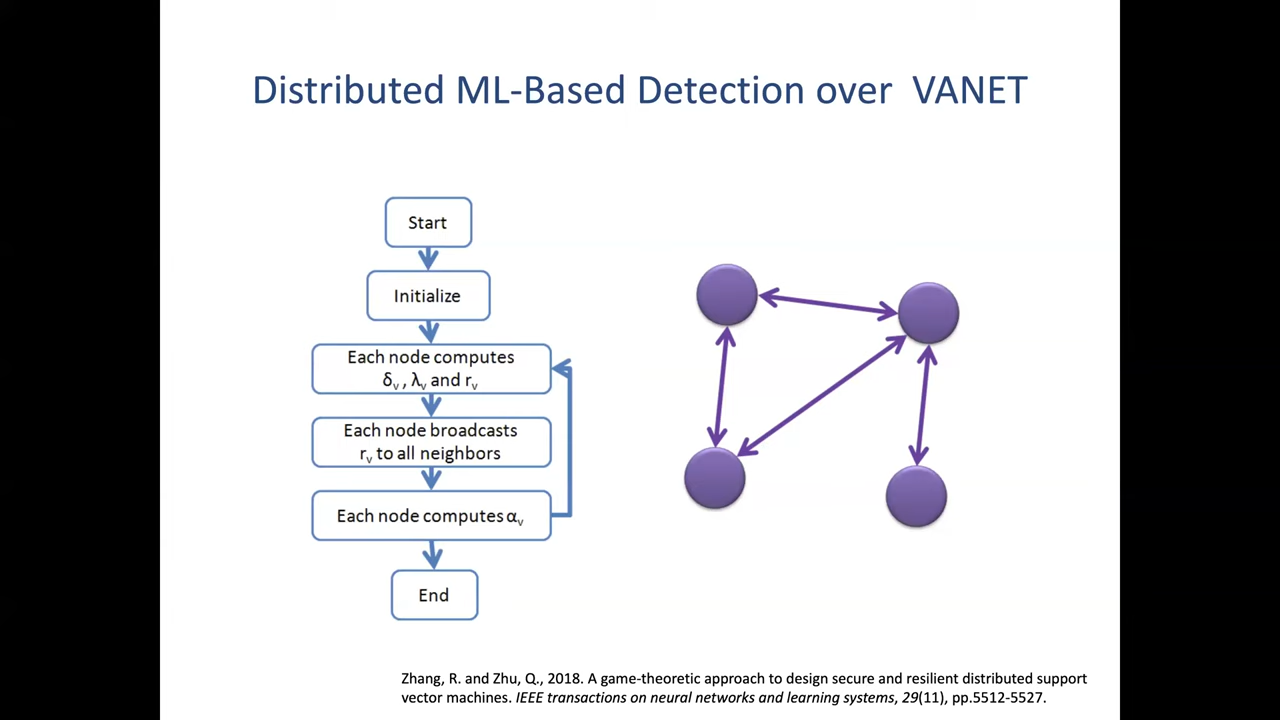 Distributed ML-Based Detection over VANET
Start
Initialize
Each node computes
δᵥ , λᵥ and rᵥ
Each node broadcasts
rᵥ to all neighbors
Each node computes αᵥ
End
Zhang, R. and Zhu, Q., 2018. A game-theoretic approach to design secure and resilient distributed support
vector machines. IEEE transactions on neural networks and learning systems, 29(11), pp.5512-5527.